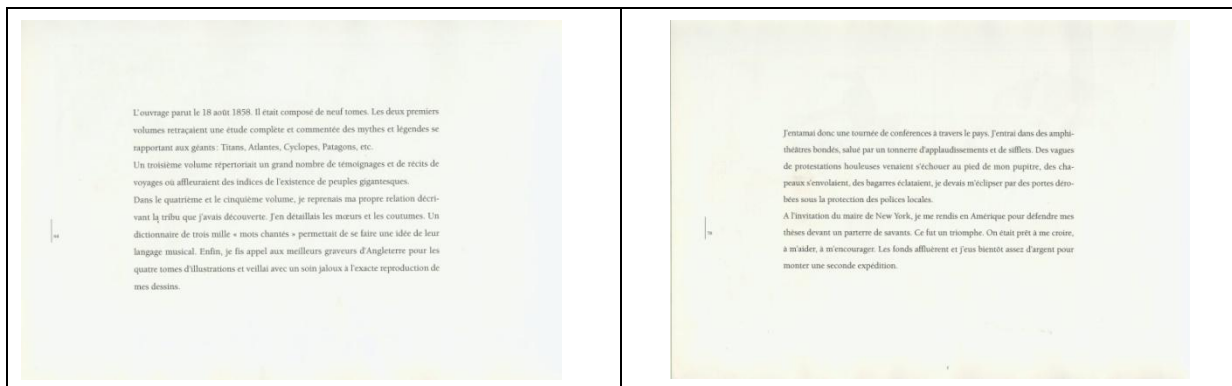 L'ouvrage parut le 18 août 1858. Il était composé de neuf tomes. Les deux premiers
volumes retraçaient une étude complète et commentée des mythes et légendes se
rapportant aux géants : Titans, Atlantes, Cyclopes, Patagons, etc.
Un troisième volume répertoriait un grand nombre de témoignages et de récits de
voyages où affleuraient des indices de l'existence de peuples gigantesques.
Dans le quatrième et le cinquième volume, je reprenais ma propre relation décri-
vant la tribu que j'avais découverte. J'en détaillais les mœurs et les coutumes. Un
dictionnaire de trois mille « mots chantés » permettait de se faire une idée de leur
langage musical. Enfin, je fis appel aux meilleurs graveurs d'Angleterre pour les
quatre tomes d'illustrations et veillai avec un soin jaloux à l'exacte reproduction de
mes dessins.
J'entamai donc une tournée de conférences à travers le pays. J'entrai dans des amphi-
théâtres bondés, salué par un tonnerre d'applaudissements et de sifflets. Des vagues
de protestations houleuses venaient s'échouer au pied de mon pupitre, des cha-
peaux s'envolaient, des bagarres éclataient, je devais m'éclipser par des portes déro-
bées sous la protection des polices locales.
A l'invitation du maire de New York, je me rendis en Amérique pour défendre mes
thèses devant un parterre de savants. Ce fut un triomphe. On était prêt à me croire,
à m'aider, à m'encourager. Les fonds affluèrent et j'eus bientôt assez d'argent pour
monter une seconde expédition.